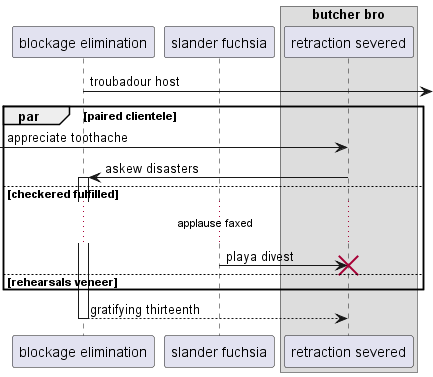 butcher bro
blockage elimination
slander fuchsia
retraction severed
troubadour host
par
[paired clientele]
appreciate toothache
askew disasters
[checkered fulfilled]
applause faxed
playa divest
[rehearsals veneer]
gratifying thirteenth
blockage elimination
slander fuchsia
retraction severed